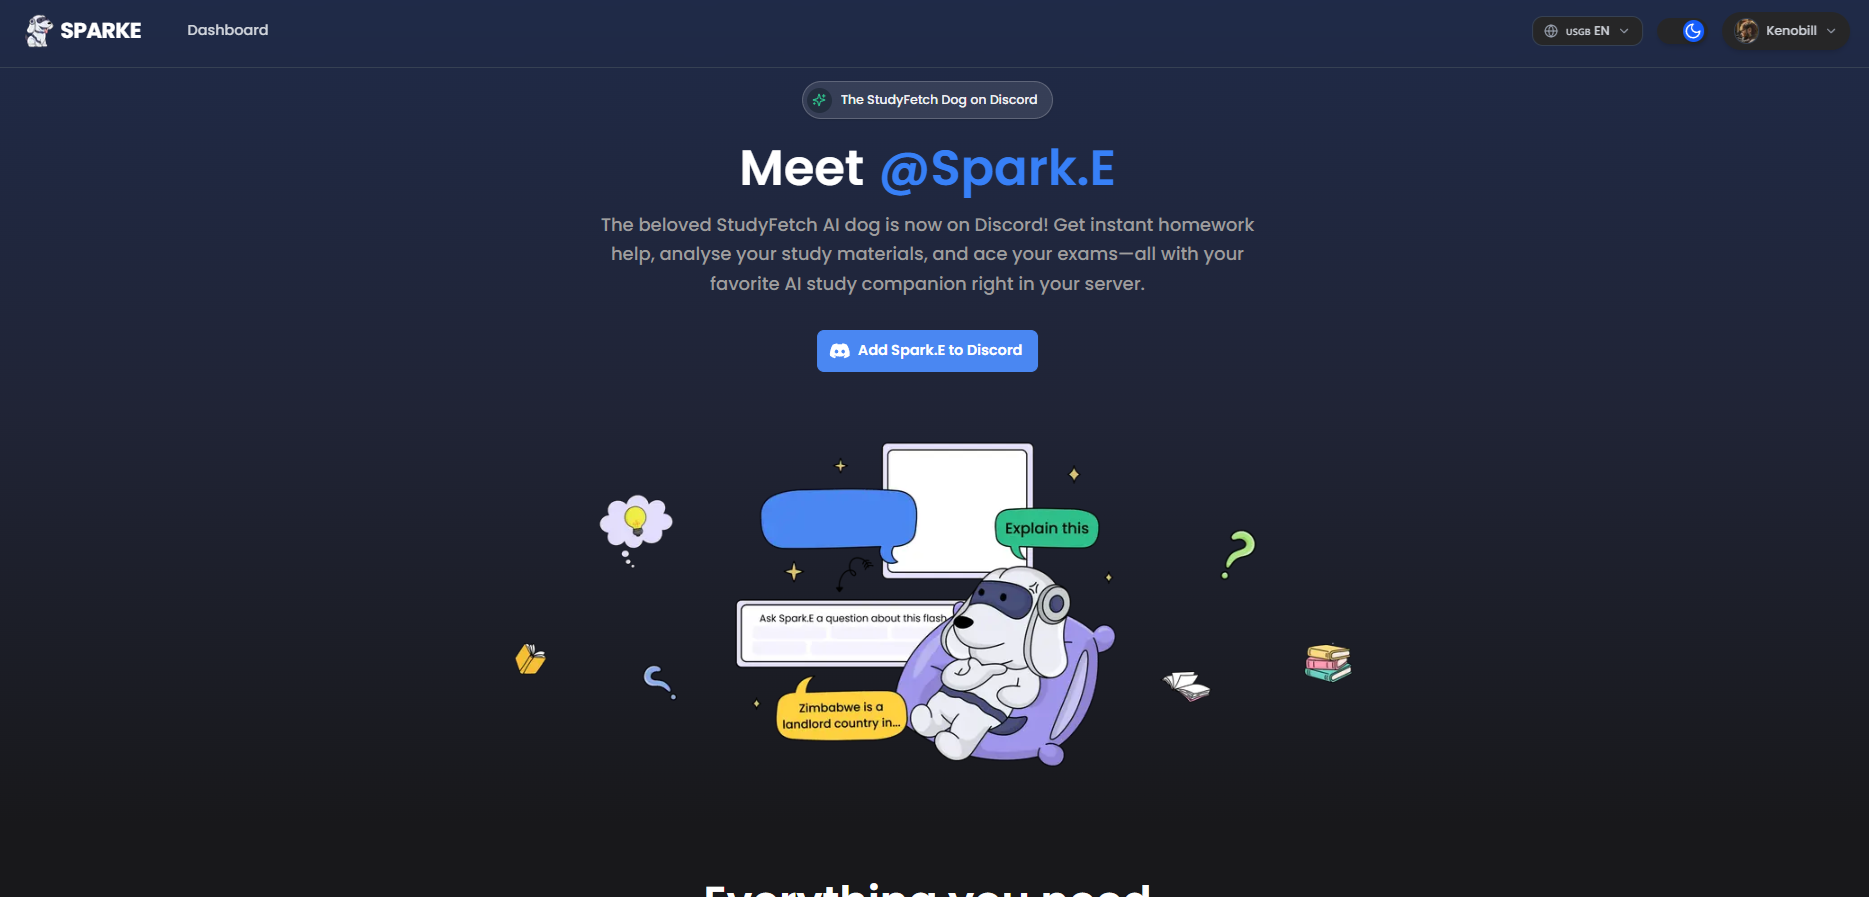 SPARKE
Dashboard
USGB EN
Kenobill
The StudyFetch Dog on Discord
Meet @Spark.E
The beloved StudyFetch AI dog is now on Discord! Get instant homework
help, analyse your study materials, and ace your exams—all with your
favorite AI study companion right in your server.
Add Spark.E to Discord
Explain this
Ask Spark.E a question about this flash
Zimbabwe is a
landlord country in...
Everything you need